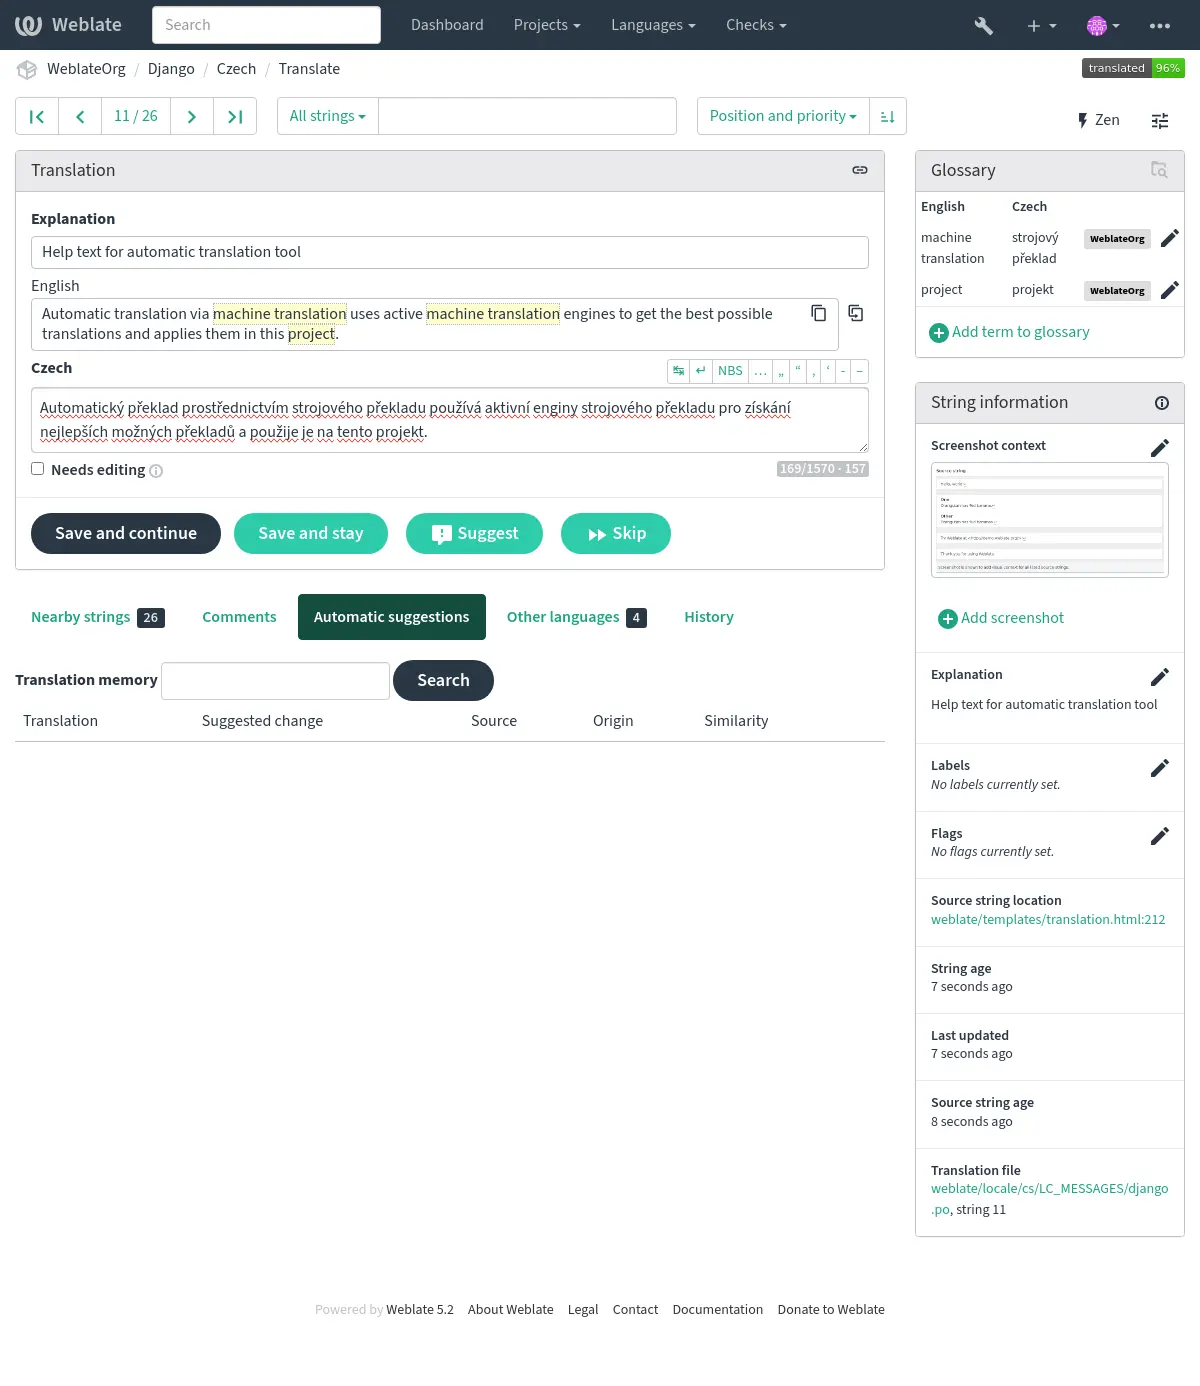 Weblate
Search
Dashboard
Projects
Languages
Checks
WeblateOrg / Django / Czech / Translate
translated 96%
11 / 26
All strings
Position and priority
Zen
Translation
Explanation
Help text for automatic translation tool
English
Automatic translation via machine translation uses active machine translation engines to get the best possible
translations and applies them in this project.
Czech
NBS … „ “ ‚ ‘ - –
Automatický překlad prostřednictvím strojového překladu používá aktivní enginy strojového překladu pro získání
nejlepších možných překladů a použije je na tento projekt.
Needs editing
169/1570 · 157
Save and continue
Save and stay
Suggest
Skip
Nearby strings 26
Comments
Automatic suggestions
Other languages 4
History
Translation memory
Search
Translation
Suggested change
Source
Origin
Similarity
Glossary
English Czech
machine translation
strojový překlad
WeblateOrg
project
projekt
WeblateOrg
Add term to glossary
String information
Screenshot context
Source string
One
Other
Thank you for using Weblate.
Add screenshot
Explanation
Help text for automatic translation tool
Labels
No labels currently set.
Flags
No flags currently set.
Source string location
weblate/templates/translation.html:212
String age
7 seconds ago
Last updated
7 seconds ago
Source string age
8 seconds ago
Translation file
weblate/locale/cs/LC_MESSAGES/django
.po, string 11
Powered by Weblate 5.2
About Weblate
Legal
Contact
Documentation
Donate to Weblate